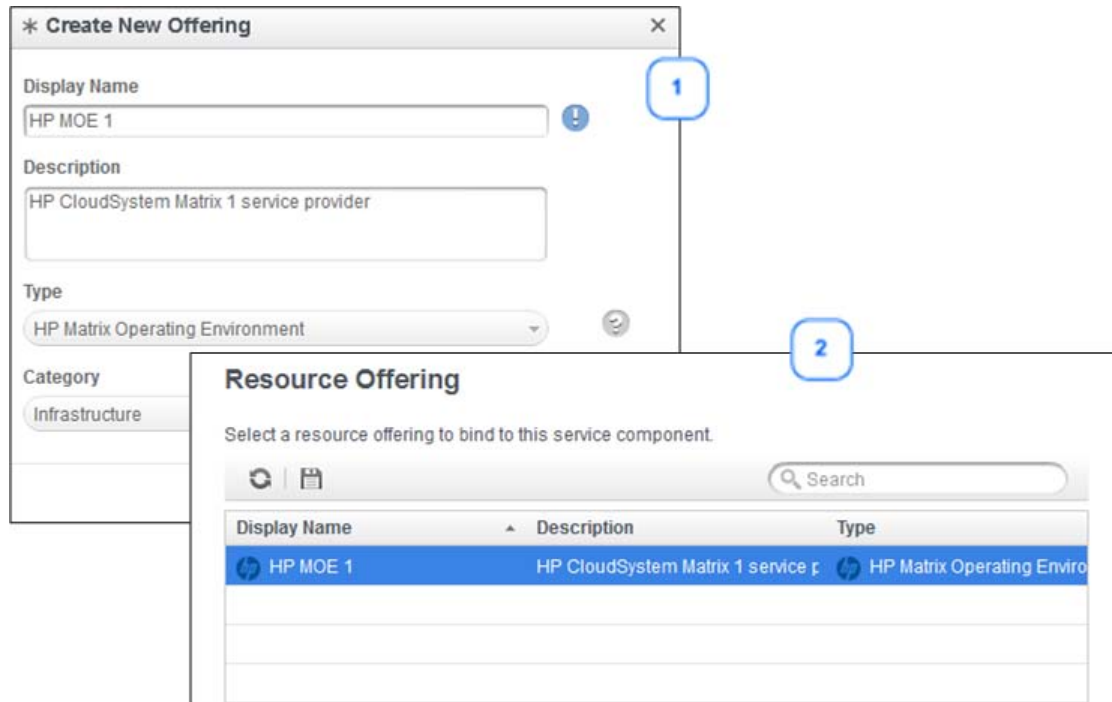 * Create New Offering
1
Display Name
HP MOE 1
Description
HP CloudSystem Matrix 1 service provider
Type
HP Matrix Operating Environment
Category
Infrastructure
2
Resource Offering
Select a resource offering to bind to this service component.
Search
Display Name Description Type
hp HP MOE 1 HP CloudSystem Matrix 1 service p hp HP Matrix Operating Enviro